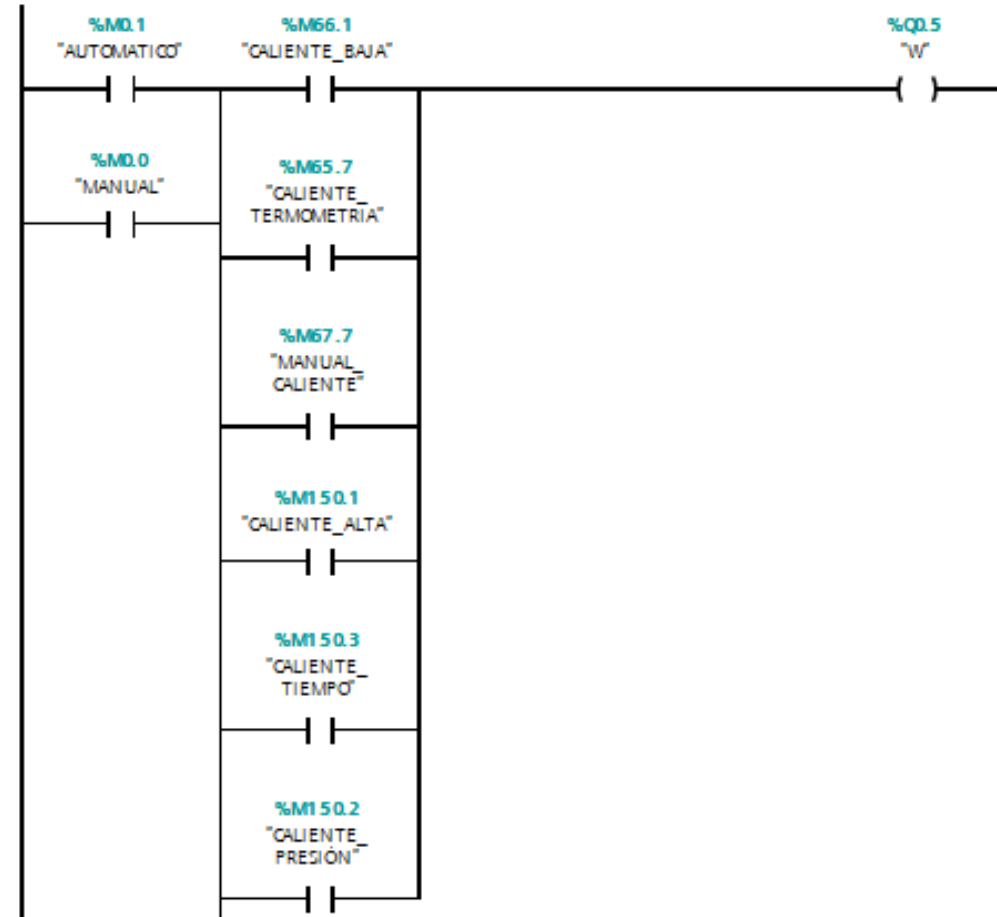 %M0.1
"AUTOMATICO"
%M66.1
"CALIENTE_BAJA"
%Q0.5
"W"
%M0.0
"MANUAL"
%M65.7
"CALIENTE_
TERMOMETRIA"
%M67.7
"MANUAL_
CALIENTE"
%M150.1
"CALIENTE_ALTA"
%M150.3
"CALIENTE_
TIEMPO"
%M150.2
"CALIENTE_
PRESIÓN"